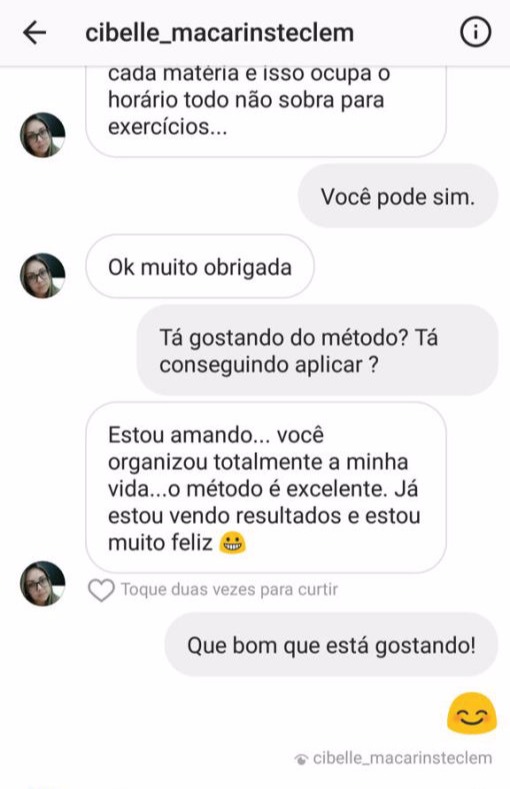 cibelle_macarinsteclem
cada matéria e isso ocupa o
horário todo não sobra para
exercícios...
Você pode sim.
Ok muito obrigada
Tá gostando do método? Tá
conseguindo aplicar ?
Estou amando... você
organizou totalmente a minha
vida...o método é excelente. Já
estou vendo resultados e estou
muito feliz 😀
Toque duas vezes para curtir
Que bom que está gostando!
😊
cibelle_macarinsteclem